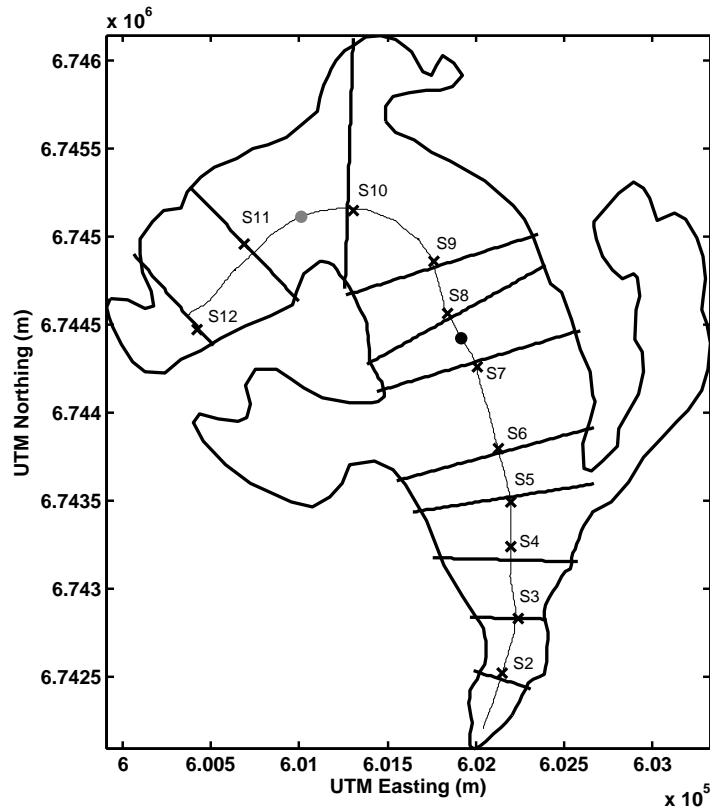 x 10^6
6.746
6.7455
6.745
6.7445
6.744
6.7435
6.743
6.7425
UTM Northing (m)
S10
S11
S9
S8
S12
S7
S6
S5
S4
S3
S2
6
6.005
6.01
6.015
6.02
6.025
6.03
UTM Easting (m)
x 10^5